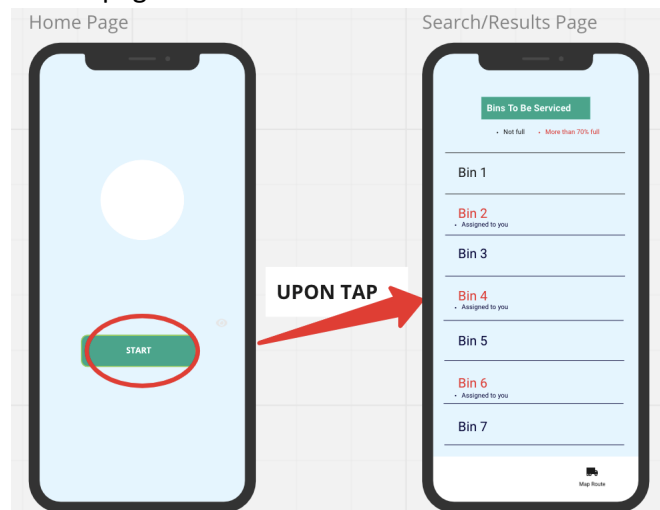 Home Page
Search/Results Page
Bins To Be Serviced
• Not full • More than 70% full
Bin 1
Bin 2
• Assigned to you
Bin 3
UPON TAP
Bin 4
• Assigned to you
START
Bin 5
Bin 6
• Assigned to you
Bin 7
Map Route